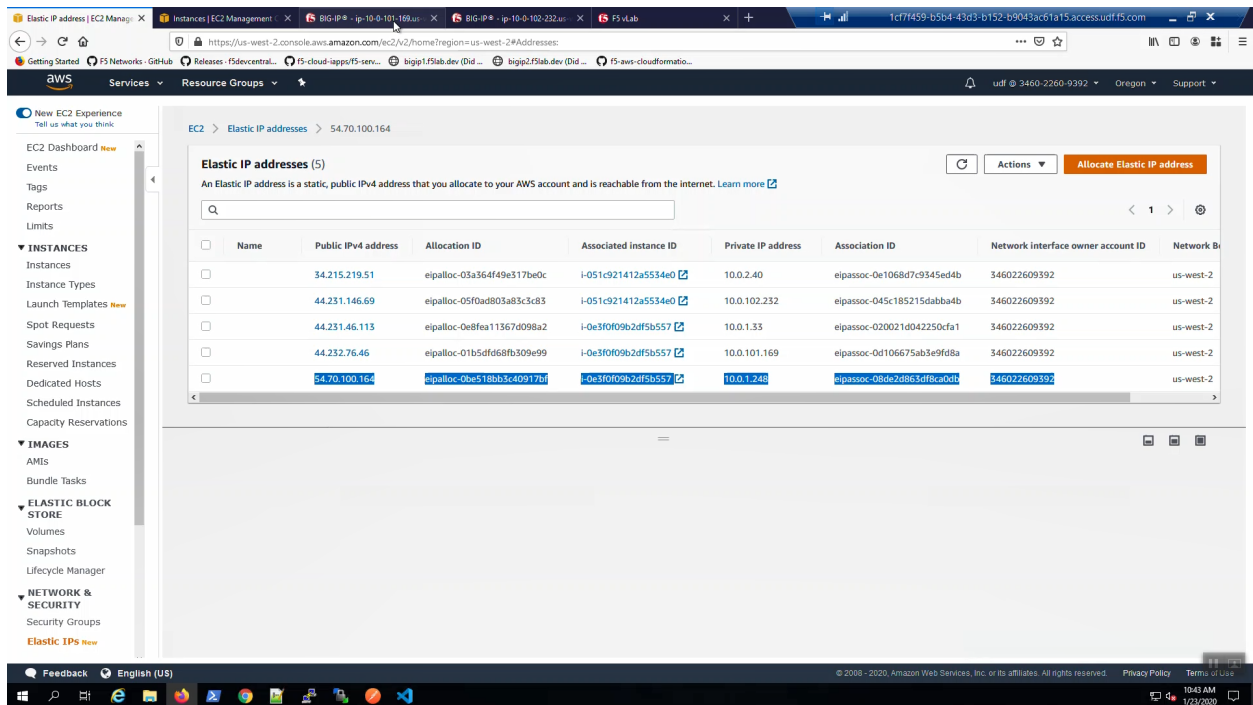 Elastic IP address | EC2 Manage
Instances | EC2 Management C
BIG-IP® - ip-10-0-101-169.us-
BIG-IP® - ip-10-0-102-232.us-
F5 vLab
1cf7f459-b5b4-43d3-b152-b9043ac61a15.access.udf.f5.com
https://us-west-2.console.aws.amazon.com/ec2/v2/home?region=us-west-2#Addresses:
Getting Started
F5 Networks · GitHub
Releases · f5devcentral...
f5-cloud-iapps/f5-serv...
bigip1.f5lab.dev (Did ...
bigip2.f5lab.dev (Did ...
f5-aws-cloudformatio...
aws
Services
Resource Groups
udf @ 3460-2260-9392
Oregon
Support
New EC2 Experience
Tell us what you think
EC2 Dashboard New
Events
Tags
Reports
Limits
INSTANCES
Instances
Instance Types
Launch Templates New
Spot Requests
Savings Plans
Reserved Instances
Dedicated Hosts
Scheduled Instances
Capacity Reservations
IMAGES
AMIs
Bundle Tasks
ELASTIC BLOCK
STORE
Volumes
Snapshots
Lifecycle Manager
NETWORK &
SECURITY
Security Groups
Elastic IPs New
EC2 > Elastic IP addresses > 54.70.100.164
Elastic IP addresses (5)
Actions
Allocate Elastic IP address
An Elastic IP address is a static, public IPv4 address that you allocate to your AWS account and is reachable from the internet. Learn more
1
Name Public IPv4 address Allocation ID Associated instance ID Private IP address Association ID Network interface owner account ID Network B
34.215.219.51 eipalloc-03a364f49e317be0c i-051c921412a5534e0 10.0.2.40 eipassoc-0e1068d7c9345ed4b 346022609392 us-west-2
44.231.146.69 eipalloc-05f0ad803a83c3c83 i-051c921412a5534e0 10.0.102.232 eipassoc-045c185215dabba4b 346022609392 us-west-2
44.231.46.113 eipalloc-0e8fea11367d098a2 i-0e3f0f09b2df5b557 10.0.1.33 eipassoc-020021d042250cfa1 346022609392 us-west-2
44.232.76.46 eipalloc-01b5dfd68fb309e99 i-0e3f0f09b2df5b557 10.0.101.169 eipassoc-0d106675ab3e9fd8a 346022609392 us-west-2
54.70.100.164 eipalloc-0be518bb3c40917bf i-0e3f0f09b2df5b557 10.0.1.248 eipassoc-08de2d863df8ca0db 346022609392 us-west-2
Feedback
English (US)
© 2008 - 2020, Amazon Web Services, Inc. or its affiliates. All rights reserved.
Privacy Policy
Terms of Use
10:43 AM
1/23/2020